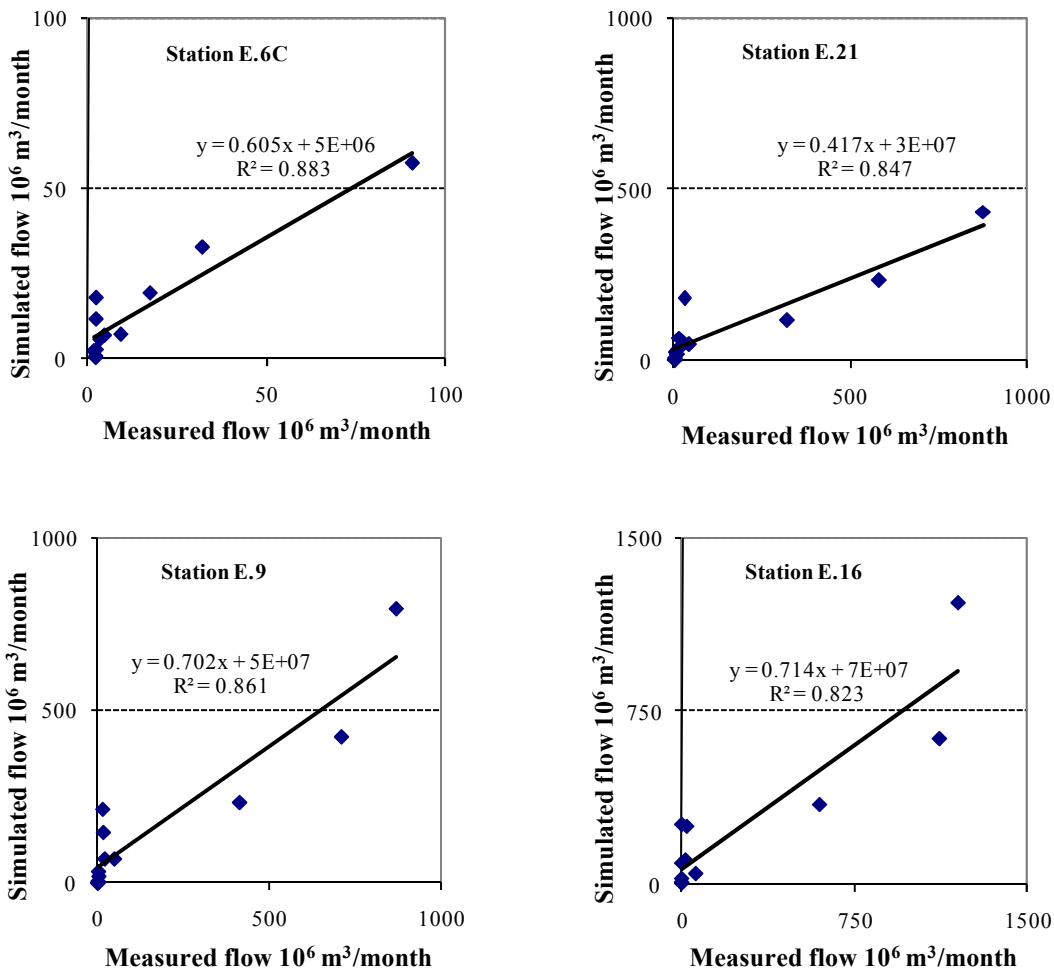 Station E.6C
y = 0.605x + 5E+06
R² = 0.883
100
50
0
0 50 100
Simulated flow 10⁶ m³/month
Measured flow 10⁶ m³/month
Station E.21
y = 0.417x + 3E+07
R² = 0.847
1000
500
0
0 500 1000
Simulated flow 10⁶ m³/month
Measured flow 10⁶ m³/month
Station E.9
y = 0.702x + 5E+07
R² = 0.861
1000
500
0
0 500 1000
Simulated flow 10⁶ m³/month
Measured flow 10⁶ m³/month
Station E.16
y = 0.714x + 7E+07
R² = 0.823
1500
750
0
0 750 1500
Simulated flow 10⁶ m³/month
Measured flow 10⁶ m³/month